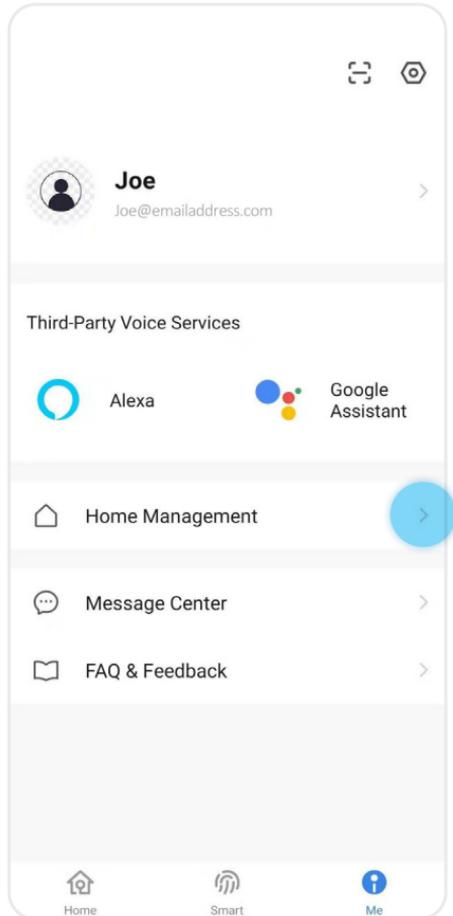 Joe
Joe@emailaddress.com
Third-Party Voice Services
Alexa
Google
Assistant
Home Management
Message Center
FAQ & Feedback
Home
Smart
Me